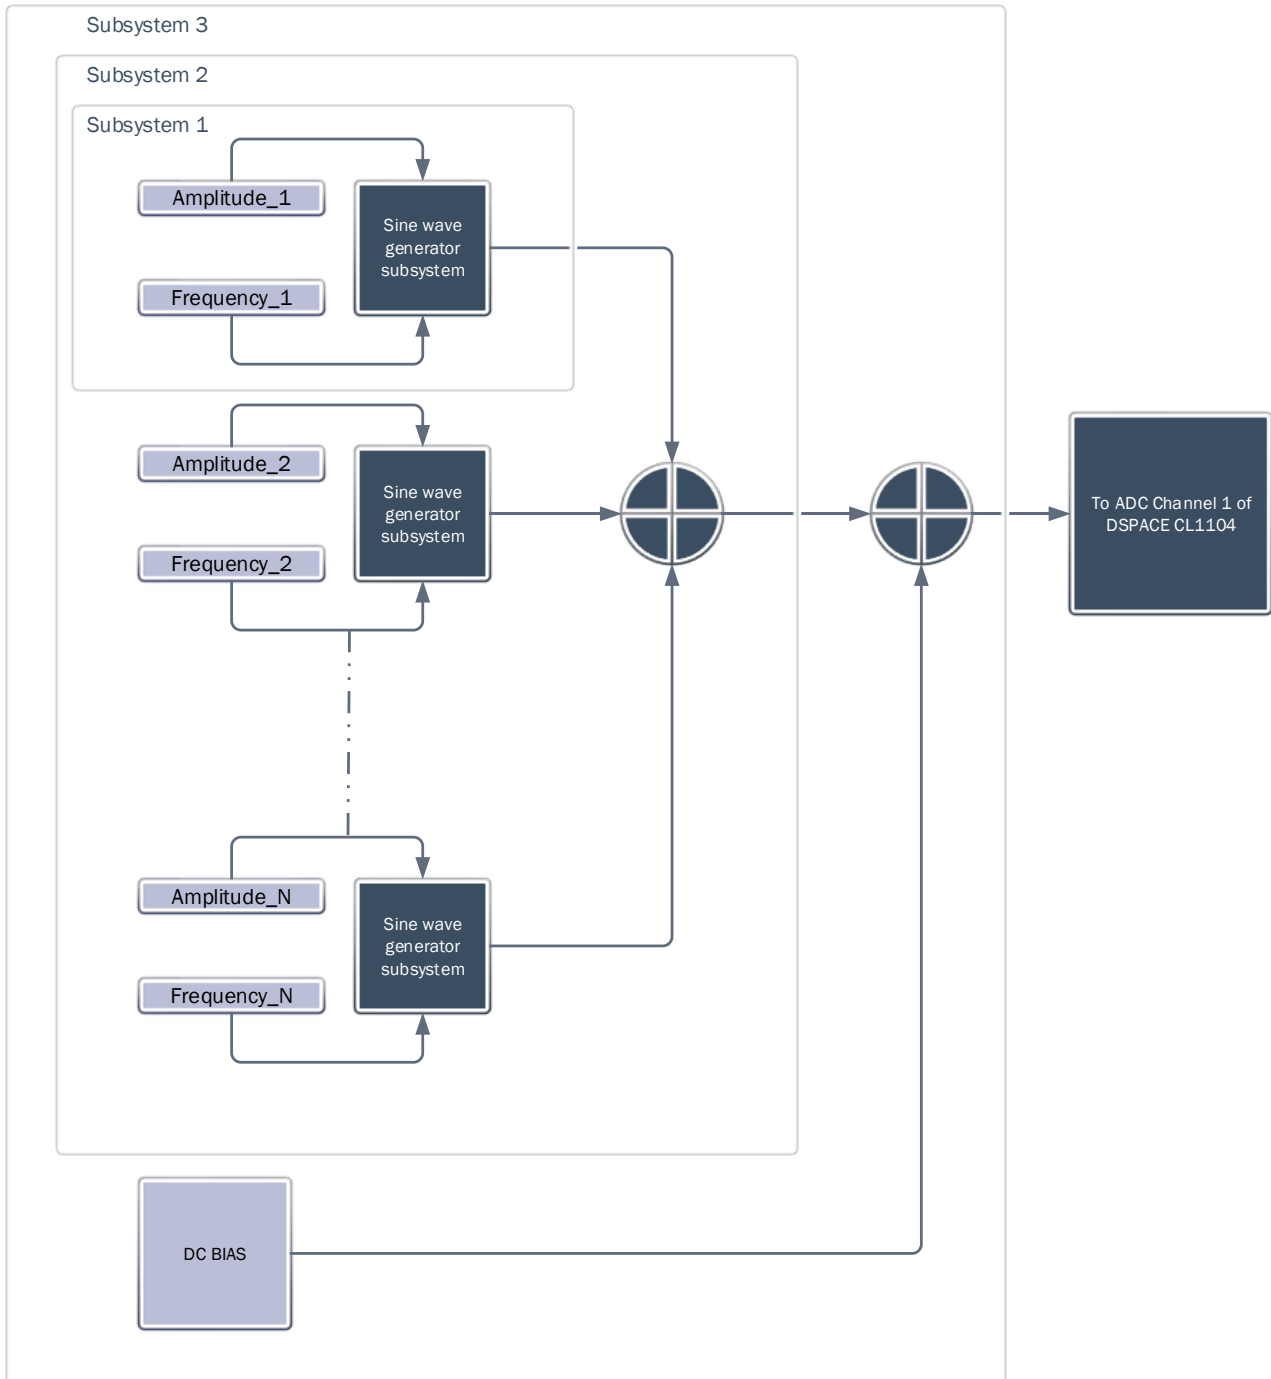 Subsystem 3
Subsystem 2
Subsystem 1
Amplitude_1
Sine wave
generator
subsystem
Frequency_1
Amplitude_2
Sine wave
generator
subsystem
Frequency_2
To ADC Channel 1 of
DSPACE CL1104
Amplitude_N
Sine wave
generator
subsystem
Frequency_N
DC BIAS